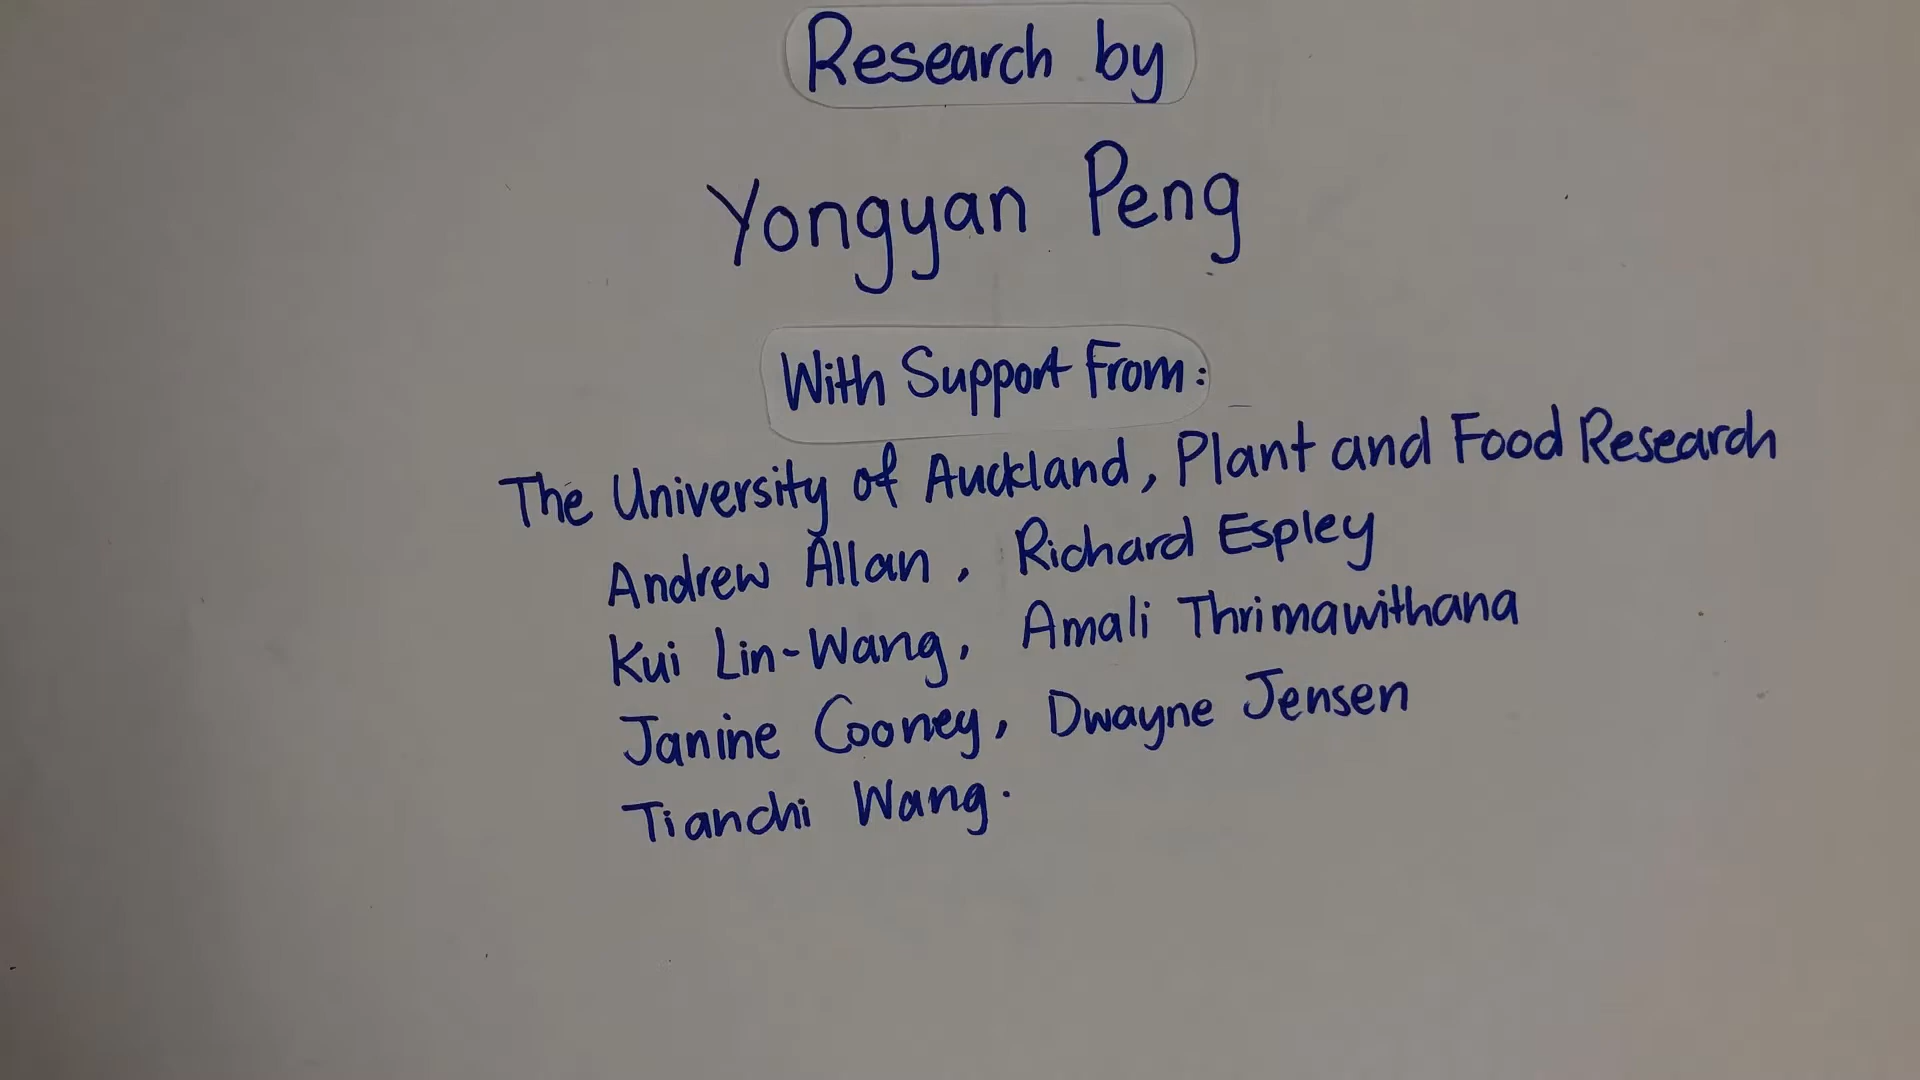 Research by
Yongyan Peng
With Support From:
The University of Auckland, Plant and Food Research
Andrew Allan, Richard Espley
Kui Lin-Wang, Amali Thrimawithana
Janine Cooney, Dwayne Jensen
Tianchi Wang.